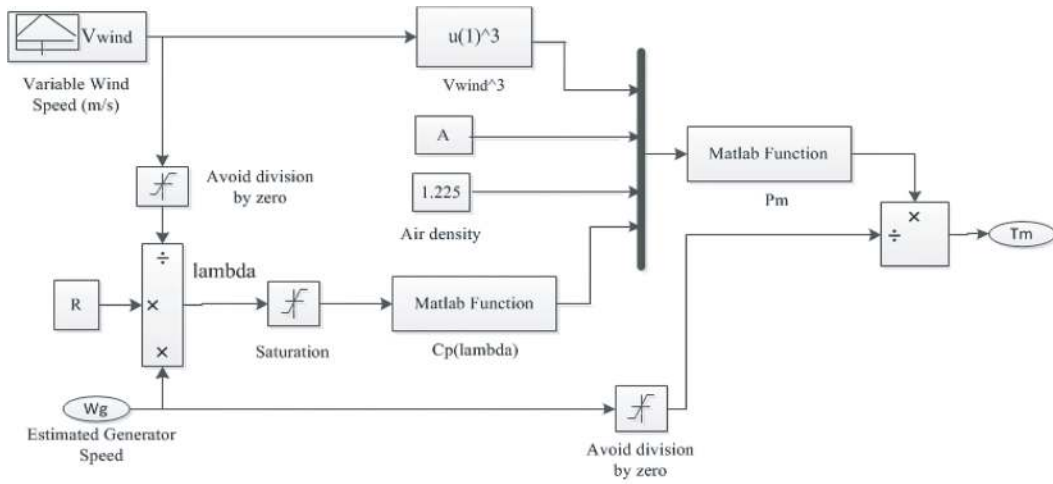 Vwind
u(1)^3
Variable Wind
Speed (m/s)
Vwind^3
A
Matlab Function
Avoid division
by zero
1.225
Pm
×
÷
Tm
Air density
÷
lambda
R
×
Matlab Function
×
Saturation
Cp(lambda)
Wg
Estimated Generator
Speed
Avoid division
by zero